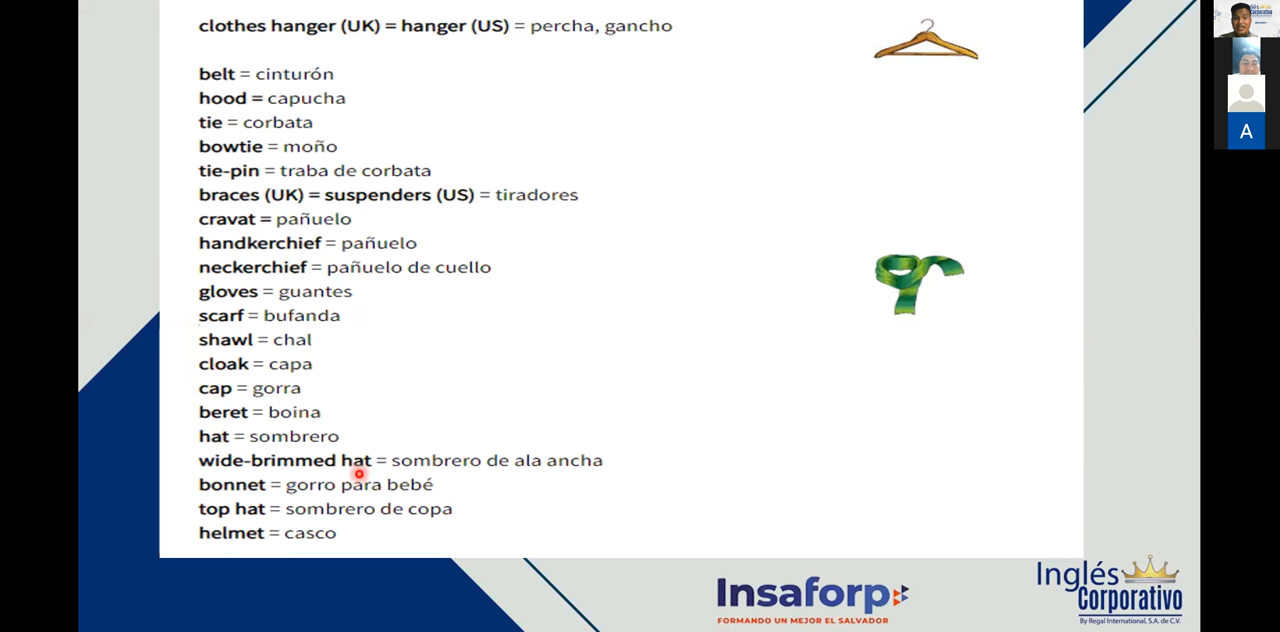 clothes hanger (UK) = hanger (US) = percha, gancho
belt = cinturón
hood = capucha
tie = corbata
bowtie = moño
tie-pin = traba de corbata
braces (UK) = suspenders (US) = tiradores
cravat = pañuelo
handkerchief = pañuelo
neckerchief = pañuelo de cuello
gloves = guantes
scarf = bufanda
shawl = chal
cloak = capa
cap = gorra
beret = boina
hat = sombrero
wide-brimmed hat = sombrero de ala ancha
bonnet = gorro para bebé
top hat = sombrero de copa
helmet = casco
Insaforp
FORMANDO UN MEJOR EL SALVADOR
Inglés
Corporativo
By Regal International, S.A. de C.V.
A